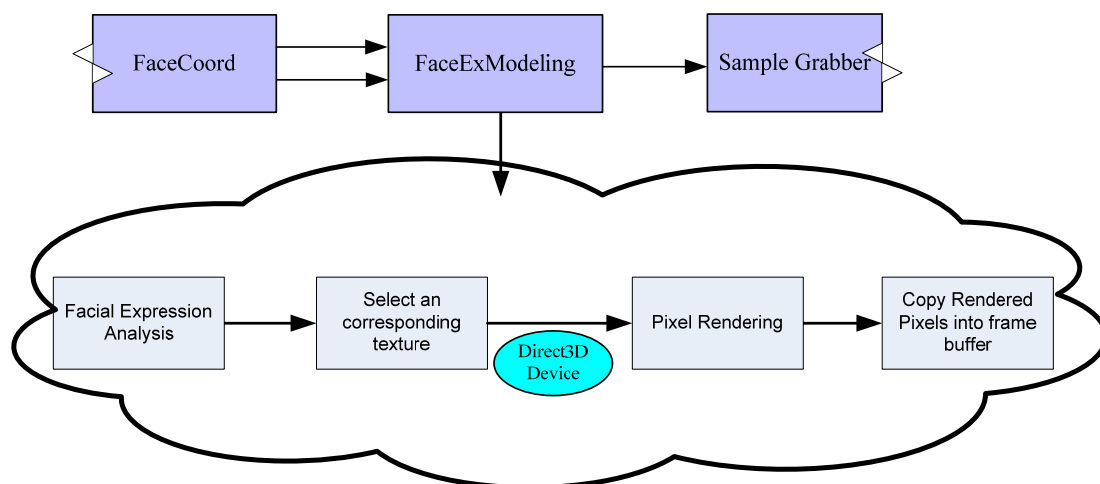 FaceCoord
FaceExModeling
Sample Grabber
Facial Expression
Analysis
Select an
corresponding
texture
Direct3D
Device
Pixel Rendering
Copy Rendered
Pixels into frame
buffer